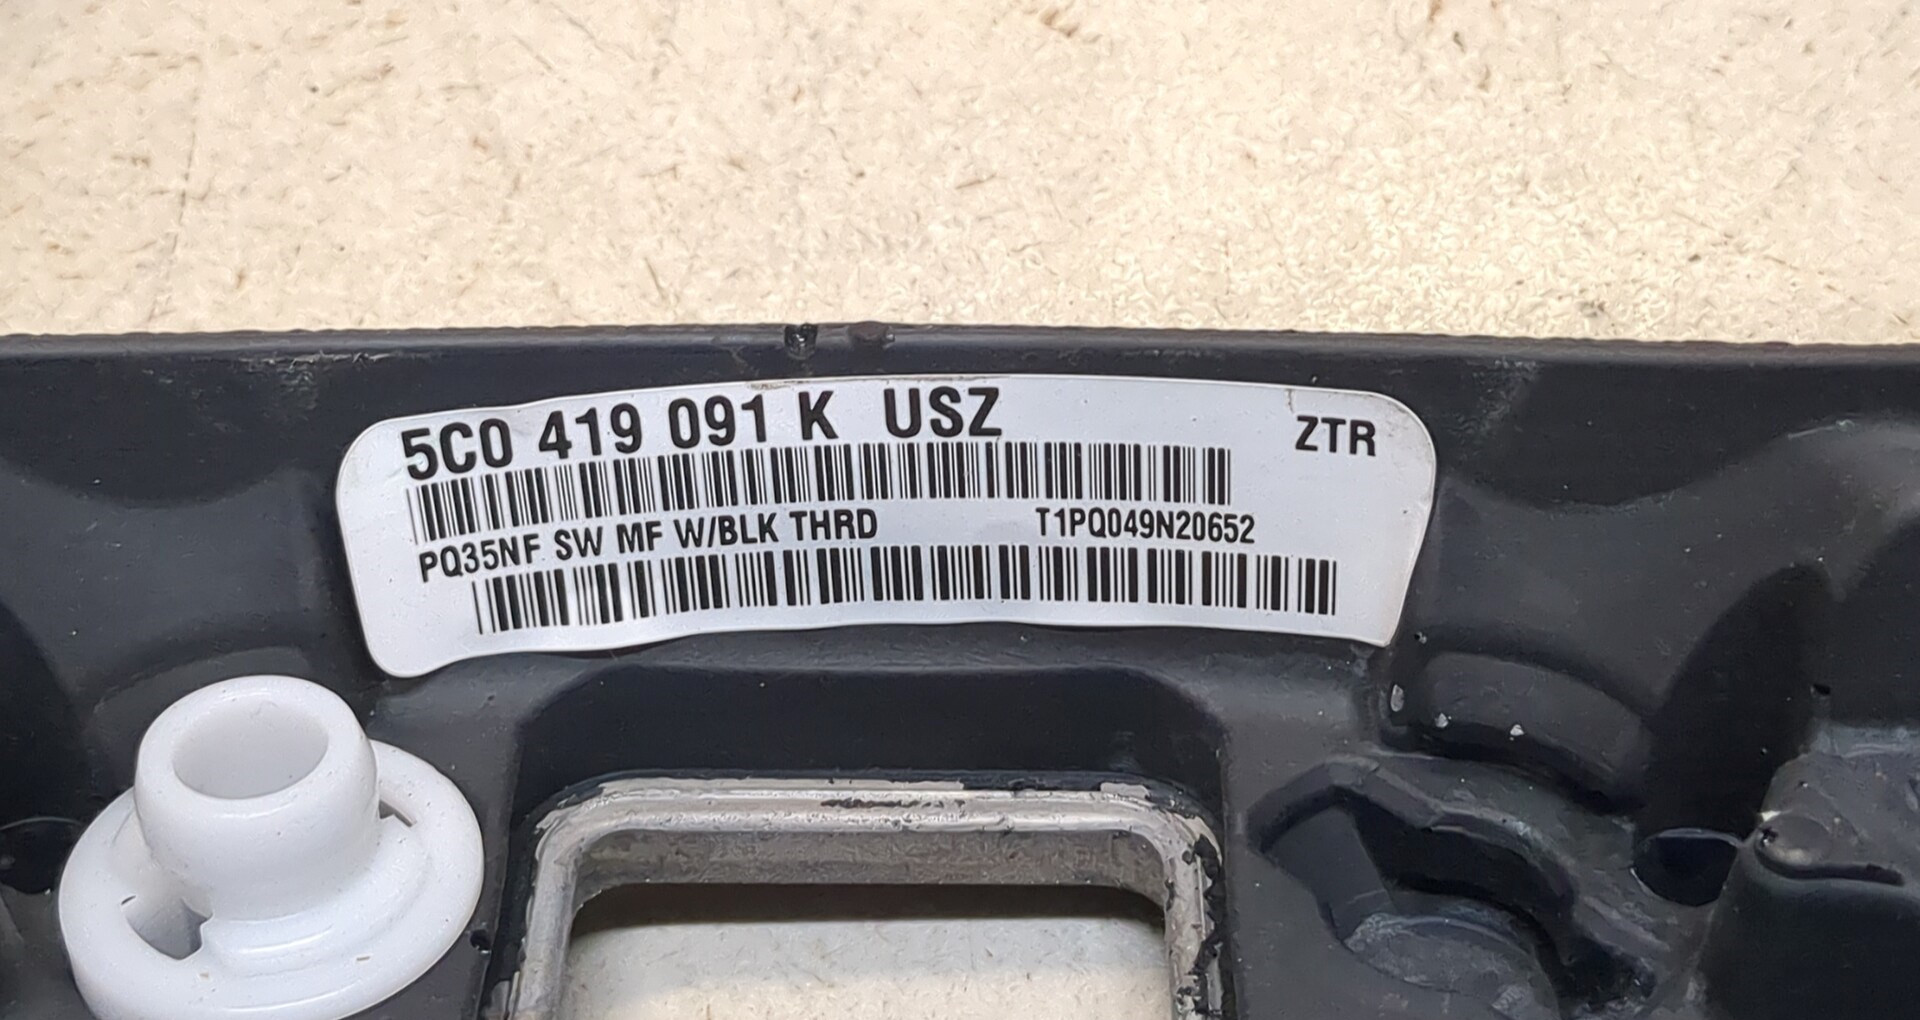 5C0 419 091 K USZ
ZTR
PQ35NF SW MF W/BLK THRD
T1PQ049N20652